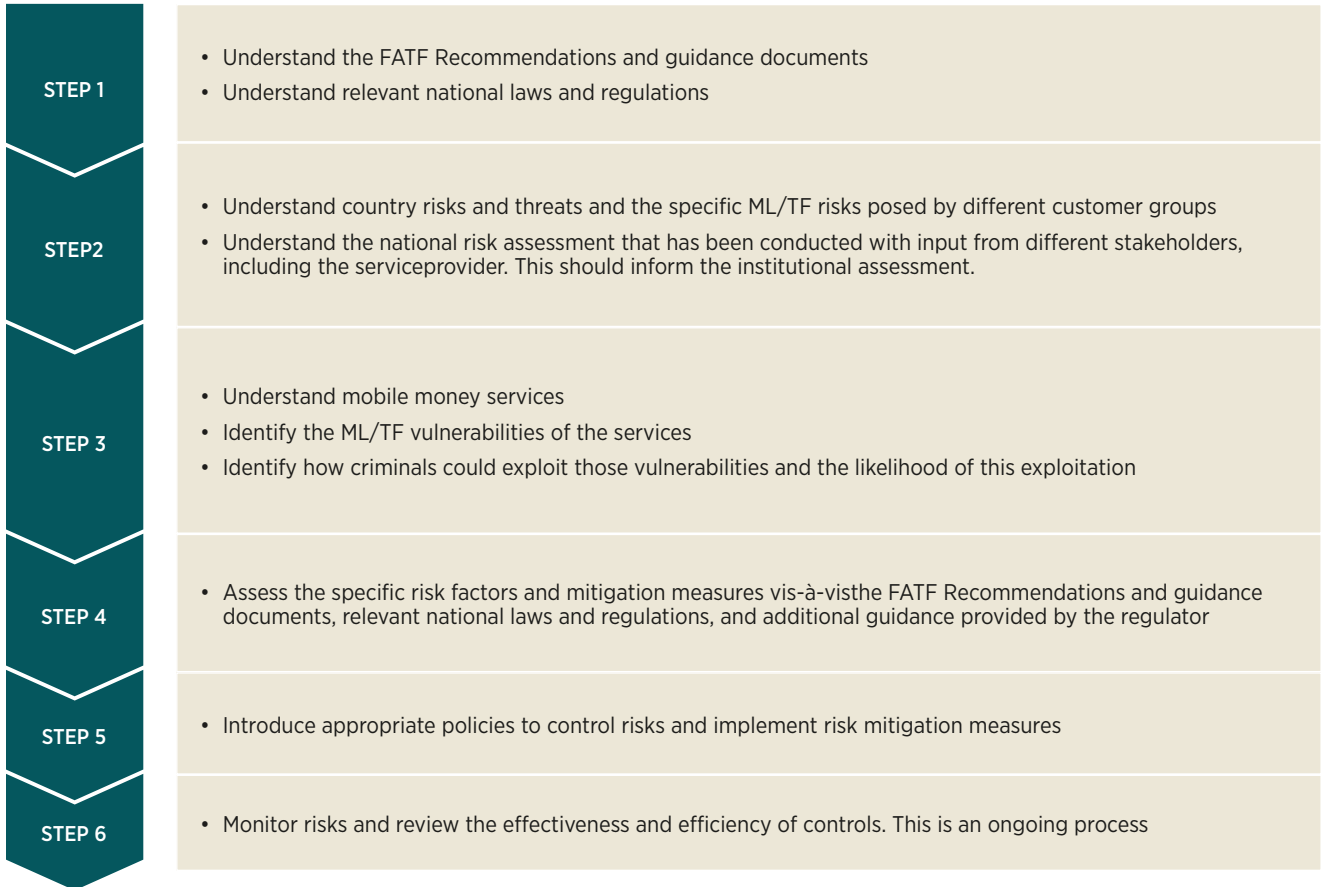 STEP 1
• Understand the FATF Recommendations and guidance documents
• Understand relevant national laws and regulations
STEP2
• Understand country risks and threats and the specific ML/TF risks posed by different customer groups
• Understand the national risk assessment that has been conducted with input from different stakeholders,
including the serviceprovider. This should inform the institutional assessment.
STEP 3
• Understand mobile money services
• Identify the ML/TF vulnerabilities of the services
• Identify how criminals could exploit those vulnerabilities and the likelihood of this exploitation
STEP 4
• Assess the specific risk factors and mitigation measures vis-à-visthe FATF Recommendations and guidance
documents, relevant national laws and regulations, and additional guidance provided by the regulator
STEP 5
• Introduce appropriate policies to control risks and implement risk mitigation measures
STEP 6
• Monitor risks and review the effectiveness and efficiency of controls. This is an ongoing process